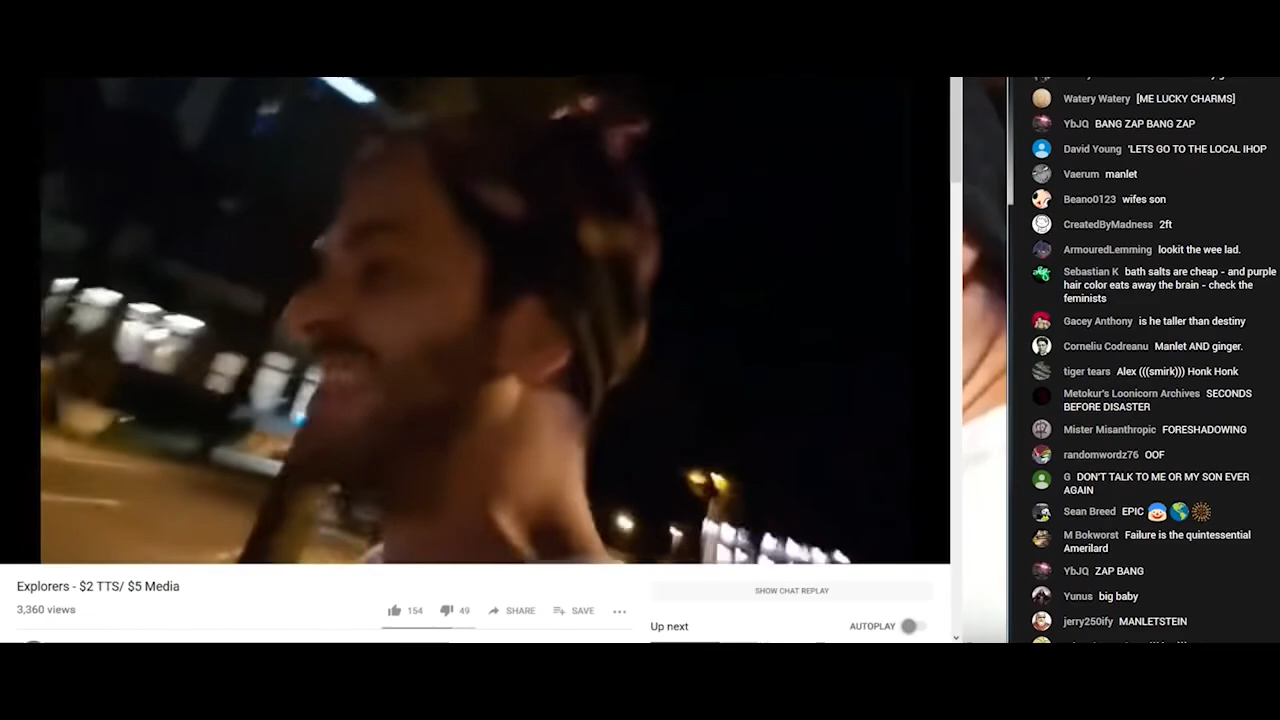 Watery Watery [ME LUCKY CHARMS]
YbJQ BANG ZAP BANG ZAP
David Young 'LETS GO TO THE LOCAL IHOP
Vaerum manlet
Beano0123 wifes son
CreatedByMadness 2ft
ArmouredLemming lookit the wee lad.
Sebastian K bath salts are cheap - and purple
hair color eats away the brain - check the
feminists
Gacey Anthony is he taller than destiny
Corneliu Codreanu Manlet AND ginger.
tiger tears Alex (((smirk))) Honk Honk
Metokur's Loonicorn Archives SECONDS
BEFORE DISASTER
Mister Misanthropic FORESHADOWING
randomwordz76 OOF
G DON'T TALK TO ME OR MY SON EVER
AGAIN
Sean Breed EPIC 🤡🌎🔆
M Bokworst Failure is the quintessential
Amerilard
YbJQ ZAP BANG
Yunus big baby
jerry250ify MANLETSTEIN
Explorers - $2 TTS/ $5 Media
3,360 views
154 49 SHARE SAVE
SHOW CHAT REPLAY
Up next AUTOPLAY